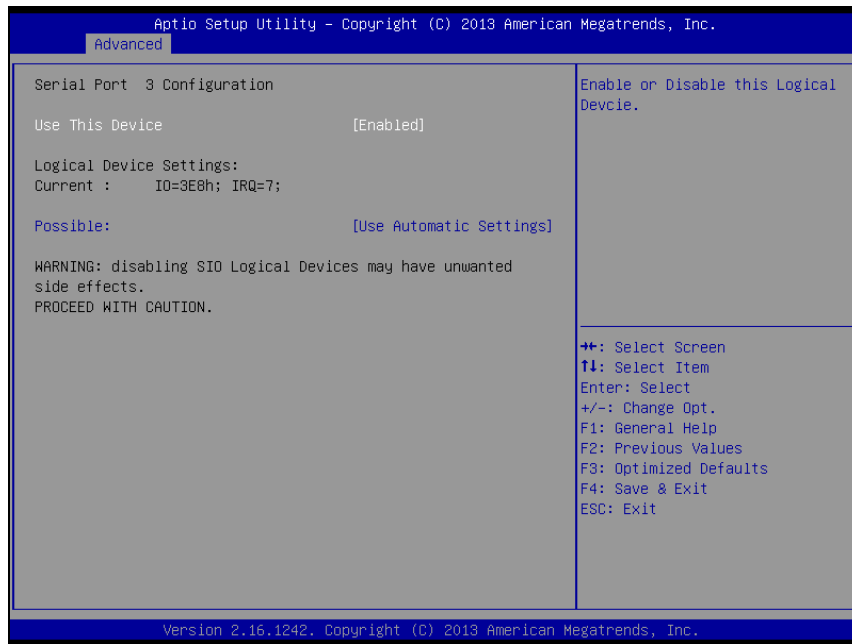 Aptio Setup Utility – Copyright (C) 2013 American Megatrends, Inc.
Advanced
Serial Port 3 Configuration
Use This Device [Enabled]
Logical Device Settings:
Current : IO=3E8h; IRQ=7;
Possible: [Use Automatic Settings]
WARNING: disabling SIO Logical Devices may have unwanted
side effects.
PROCEED WITH CAUTION.
Enable or Disable this Logical
Devcie.
→←: Select Screen
↑↓: Select Item
Enter: Select
+/-: Change Opt.
F1: General Help
F2: Previous Values
F3: Optimized Defaults
F4: Save & Exit
ESC: Exit
Version 2.16.1242. Copyright (C) 2013 American Megatrends, Inc.